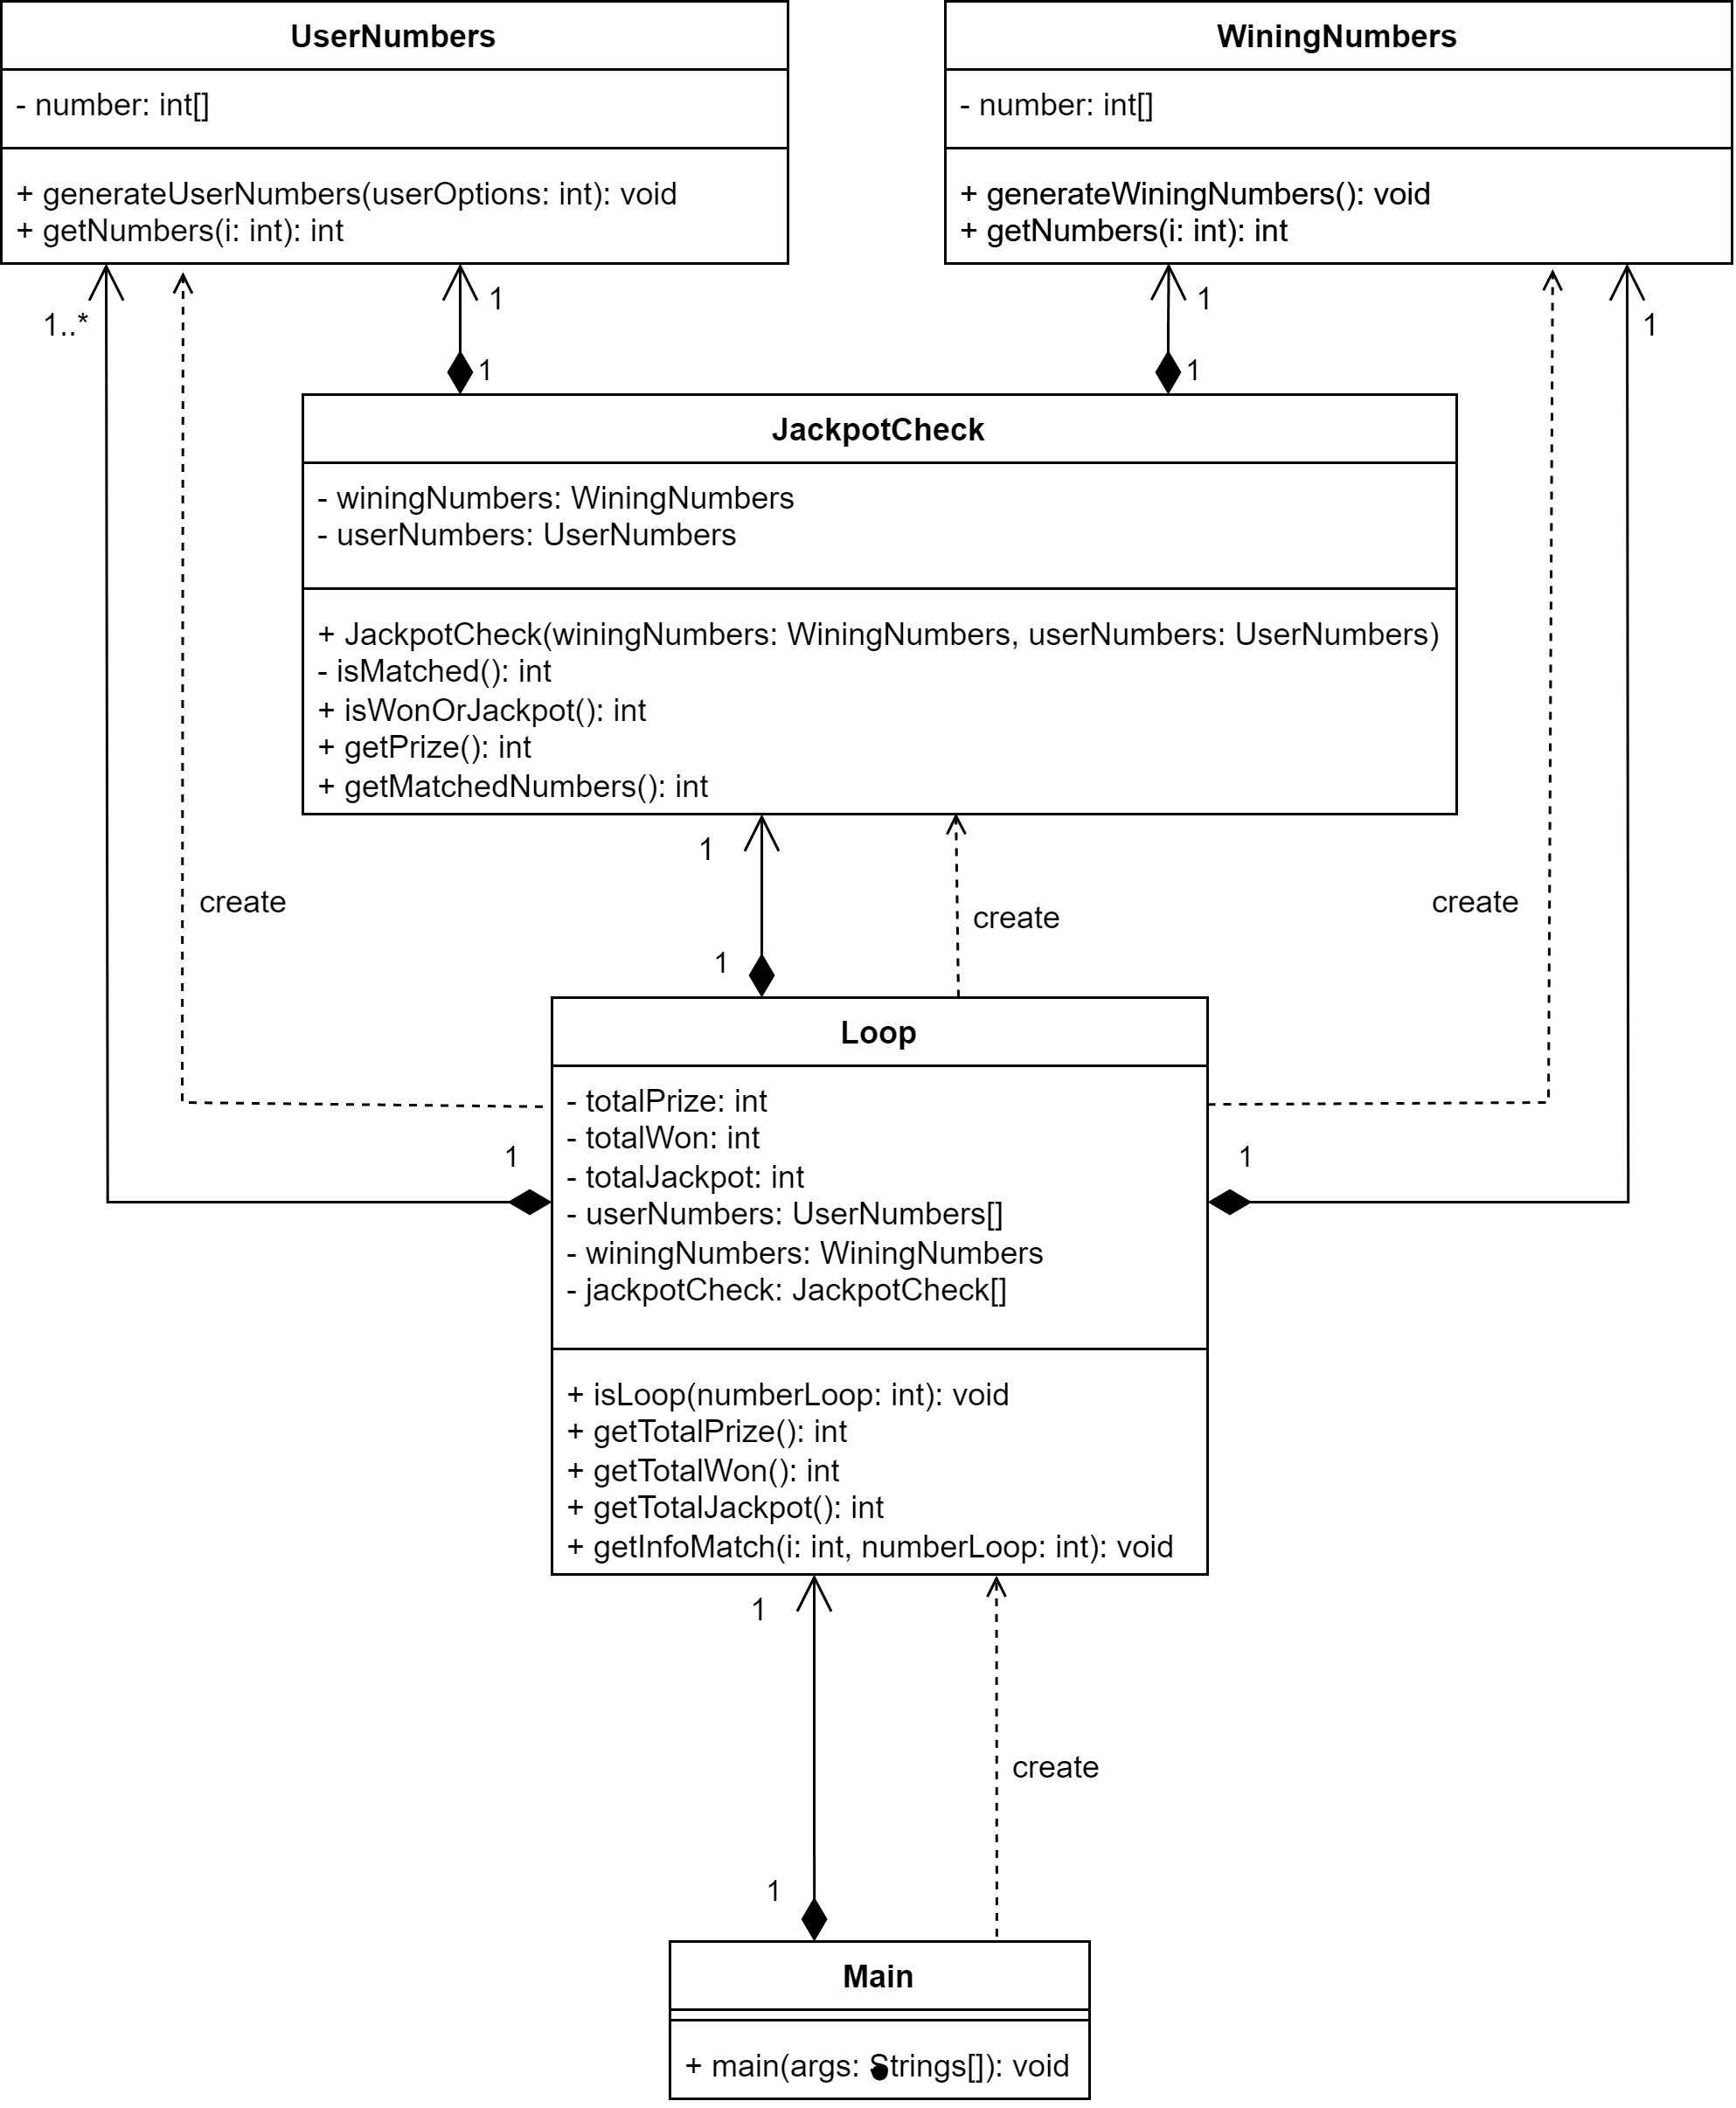 UserNumbers
- number: int[]
+ generateUserNumbers(userOptions: int): void
+ getNumbers(i: int): int
WiningNumbers
- number: int[]
+ generateWiningNumbers(): void
+ getNumbers(i: int): int
1..*
1
1
1
1
1
JackpotCheck
- winingNumbers: WiningNumbers
- userNumbers: UserNumbers
+ JackpotCheck(winingNumbers: WiningNumbers, userNumbers: UserNumbers)
- isMatched(): int
+ isWonOrJackpot(): int
+ getPrize(): int
+ getMatchedNumbers(): int
1
create
create
create
1
Loop
- totalPrize: int
- totalWon: int
- totalJackpot: int
- userNumbers: UserNumbers[]
- winingNumbers: WiningNumbers
- jackpotCheck: JackpotCheck[]
1
1
+ isLoop(numberLoop: int): void
+ getTotalPrize(): int
+ getTotalWon(): int
+ getTotalJackpot(): int
+ getInfoMatch(i: int, numberLoop: int): void
1
create
1
Main
+ main(args: Strings[]): void